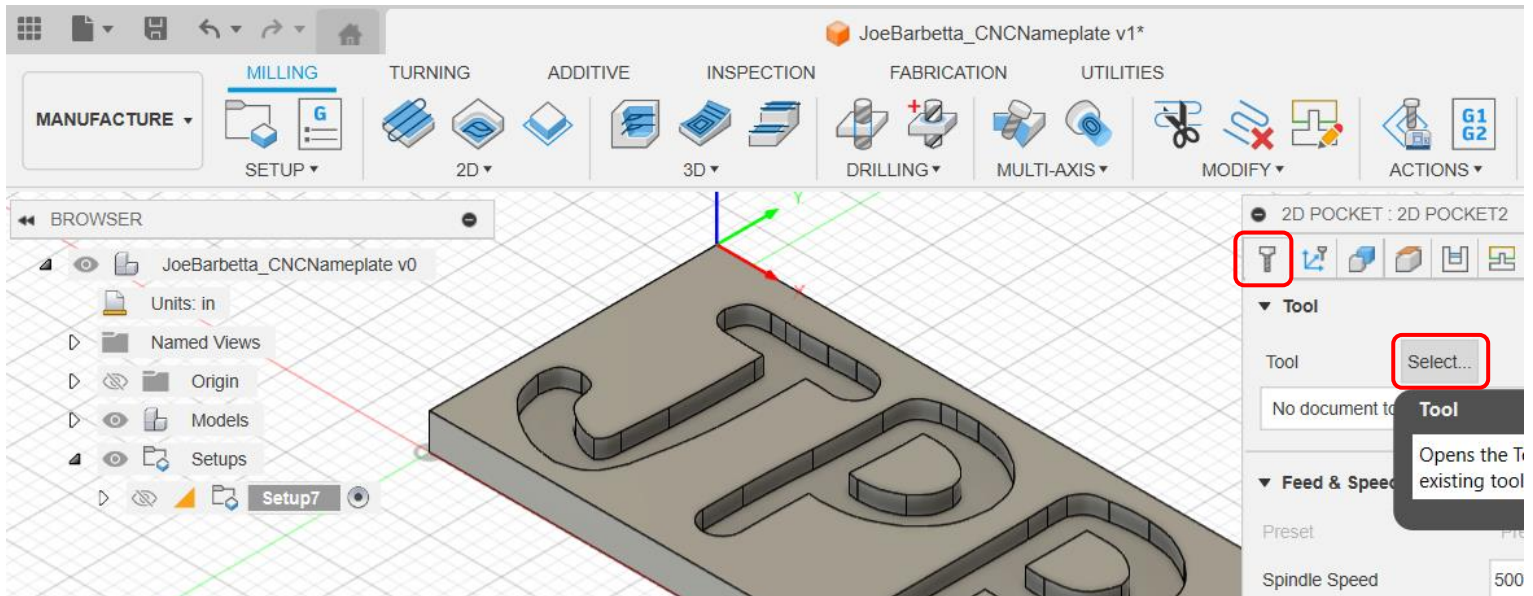 JoeBarbetta_CNCNameplate v1*
MILLING TURNING ADDITIVE INSPECTION FABRICATION UTILITIES
MANUFACTURE
G
G1
G2
SETUP 2D 3D DRILLING MULTI-AXIS MODIFY ACTIONS
BROWSER
2D POCKET : 2D POCKET2
Y
X
JoeBarbetta_CNCNameplate v0
Units: in
Named Views
Origin
Models
Setups
Setup7
Tool
Tool Select...
No document
Tool
Opens the
existing tool
Feed & Speed
Preset
Spindle Speed 500